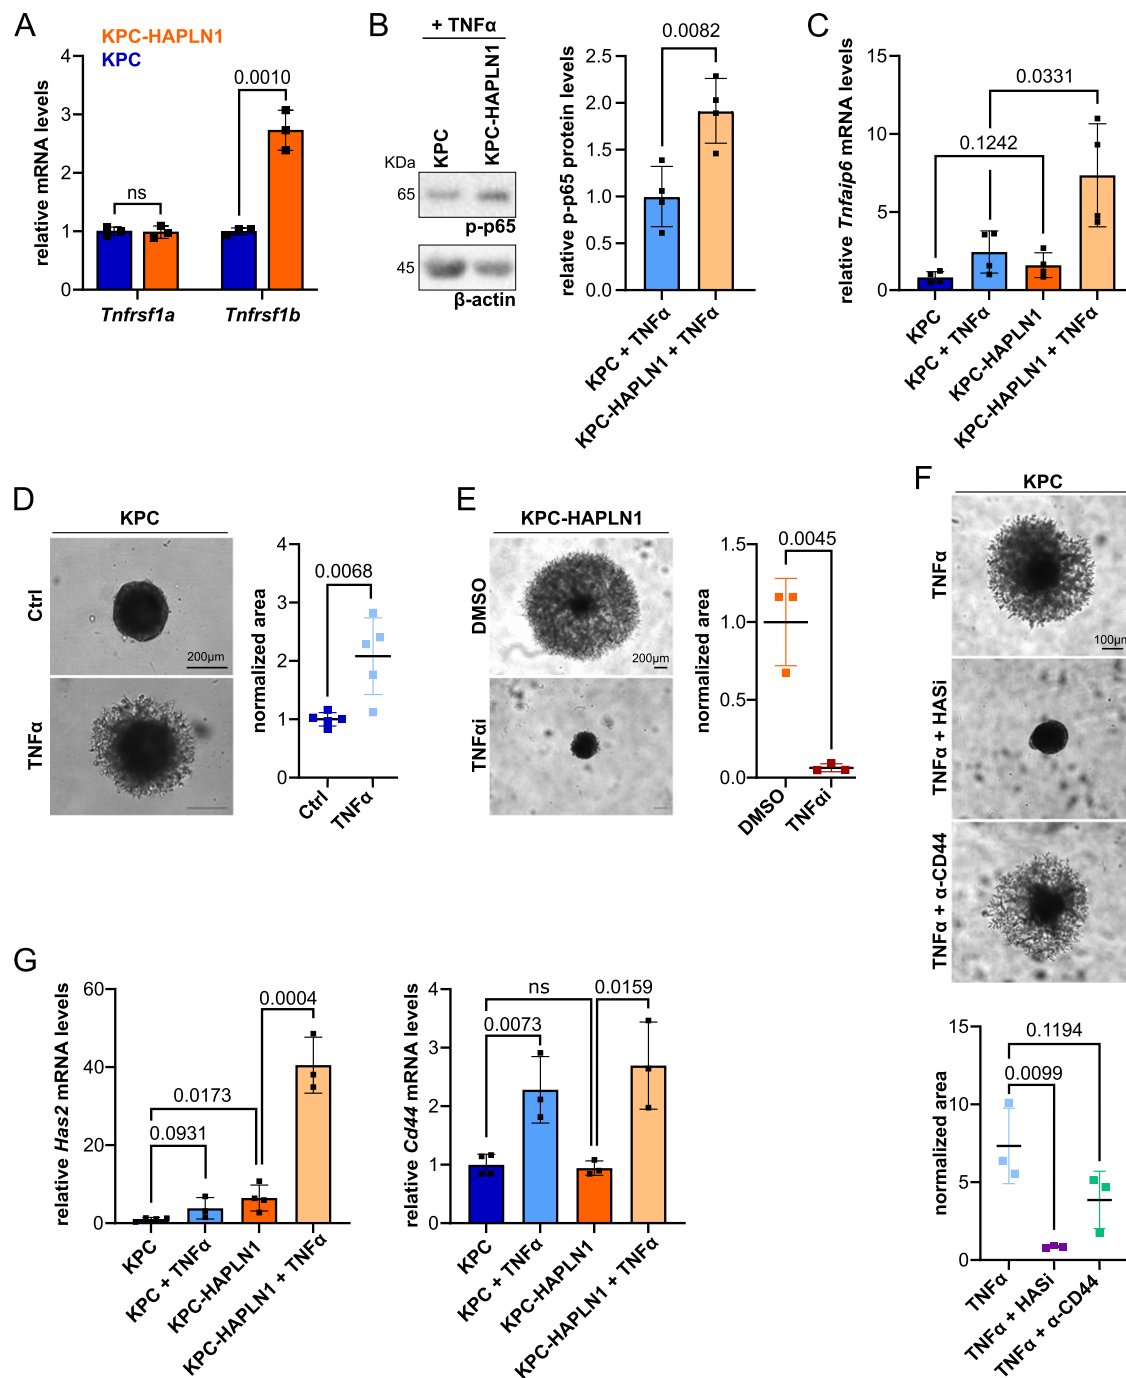 A
KPC-HAPLN1
KPC
relative mRNA levels
4
3
2
1
0
ns
0.0010
Tnfrsf1a
Tnfrsf1b
B
+ TNFα
KPC
KPC-HAPLN1
KDa
65
p-p65
45
β-actin
relative p-p65 protein levels
2.5
2.0
1.5
1.0
0.5
0.0
0.0082
KPC + TNFα
KPC-HAPLN1 + TNFα
C
relative Tnfaip6 mRNA levels
15
10
5
0
0.0331
0.1242
KPC
KPC + TNFα
KPC-HAPLN1
KPC-HAPLN1 + TNFα
D
KPC
Ctrl
200µm
TNFα
normalized area
4
3
2
1
0
0.0068
Ctrl
TNFα
E
KPC-HAPLN1
DMSO
200µm
TNFαi
normalized area
1.5
1.0
0.5
0.0
0.0045
DMSO
TNFαi
F
KPC
TNFα
100µm
TNFα + HASi
TNFα + α-CD44
normalized area
15
10
5
0
0.1194
0.0099
TNFα
TNFα + HASi
TNFα + α-CD44
G
relative Has2 mRNA levels
60
40
20
0
0.0004
0.0173
0.0931
KPC
KPC + TNFα
KPC-HAPLN1
KPC-HAPLN1 + TNFα
relative Cd44 mRNA levels
4
3
2
1
0
ns
0.0159
0.0073
KPC
KPC + TNFα
KPC-HAPLN1
KPC-HAPLN1 + TNFα